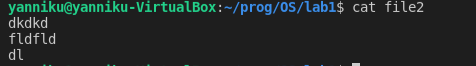 yanniku@yanniku-VirtualBox:~/prog/OS/lab1$ cat file2
dkdkd
fldfld
dl